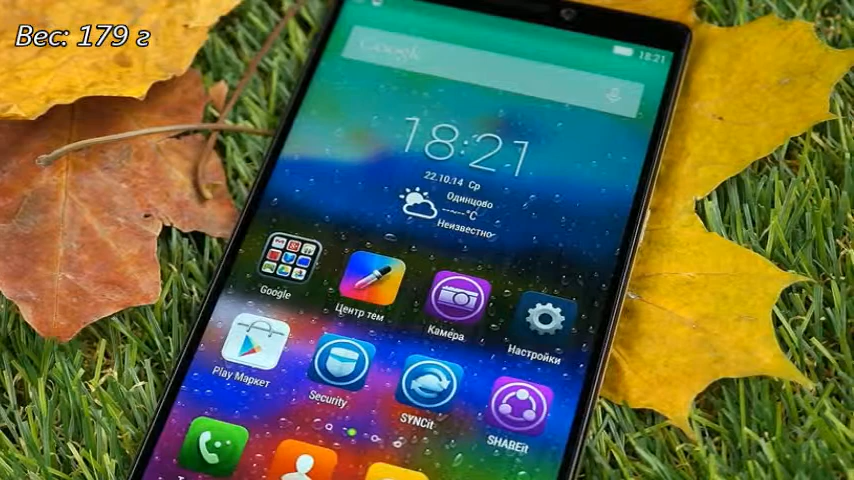 Вес: 179 г
18:21
Google
18:21
22.10.14 Ср
Одинцово
--°C
Неизвестно
Google
Центр тем
Камера
Настройки
Play Маркет
Security
SYNCit
SHAREit